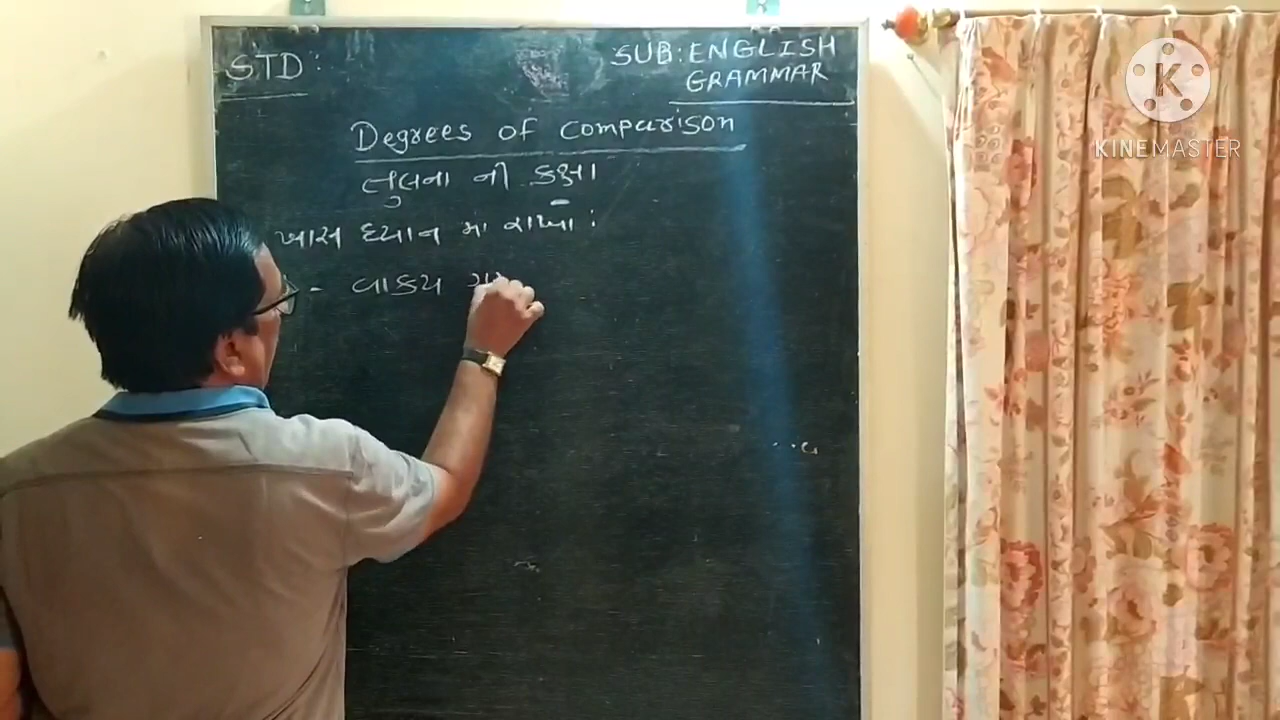 STD:
SUB: ENGLISH
GRAMMAR
Degrees of Comparison
તુલના ની કક્ષા
ખાસ ધ્યાન મા રાખો :
- વાક્ય
K
KINEMASTER